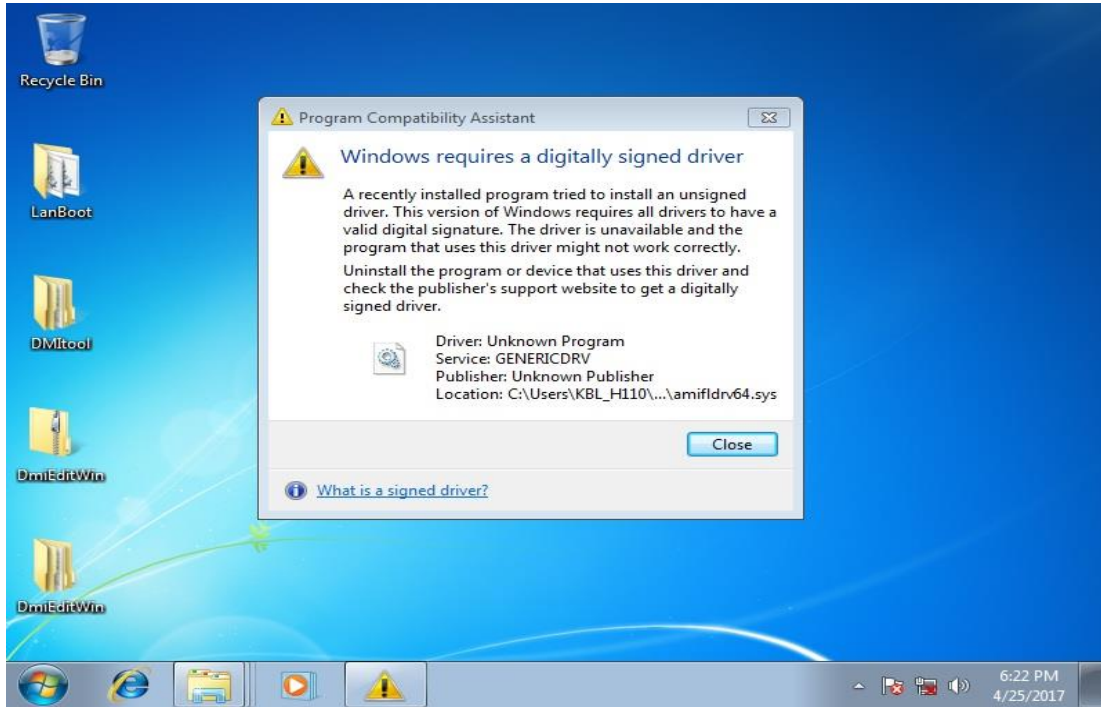 Recycle Bin
LanBoot
DMItool
DmiEditWin
DmiEditWin
Program Compatibility Assistant
Windows requires a digitally signed driver
A recently installed program tried to install an unsigned
driver. This version of Windows requires all drivers to have a
valid digital signature. The driver is unavailable and the
program that uses this driver might not work correctly.
Uninstall the program or device that uses this driver and
check the publisher's support website to get a digitally
signed driver.
Driver: Unknown Program
Service: GENERICDRV
Publisher: Unknown Publisher
Location: C:\Users\KBL_H110\...\amifldrv64.sys
Close
What is a signed driver?
6:22 PM
4/25/2017